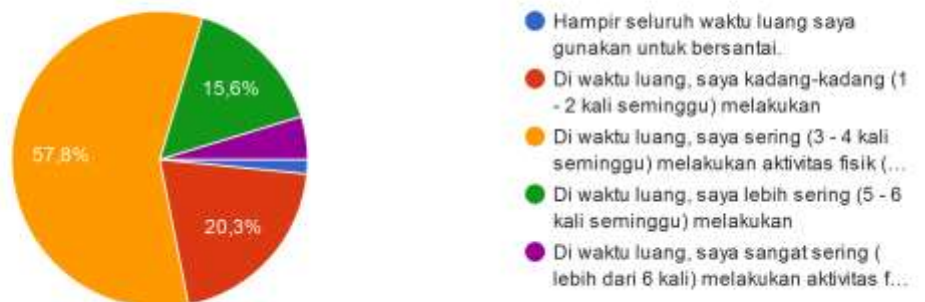 15,6%
57,8%
20,3%
Hampir seluruh waktu luang saya
gunakan untuk bersantai.
Di waktu luang, saya kadang-kadang (1
- 2 kali seminggu) melakukan
Di waktu luang, saya sering (3 - 4 kali
seminggu) melakukan aktivitas fisik (...
Di waktu luang, saya lebih sering (5 - 6
kali seminggu) melakukan
Di waktu luang, saya sangat sering (
lebih dari 6 kali) melakukan aktivitas f...